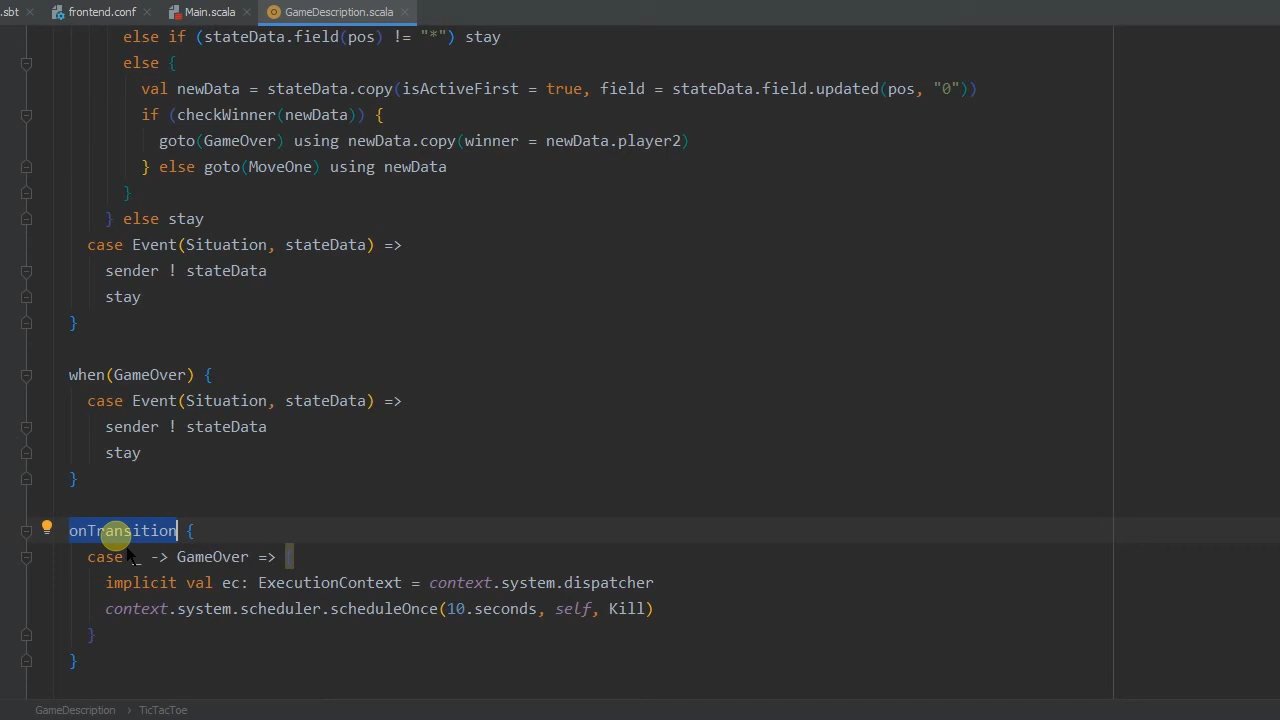 .sbt frontend.conf Main.scala GameDescription.scala
else if (stateData.field(pos) != "*") stay
else {
val newData = stateData.copy(isActiveFirst = true, field = stateData.field.updated(pos, "0"))
if (checkWinner(newData)) {
goto(GameOver) using newData.copy(winner = newData.player2)
} else goto(MoveOne) using newData
}
} else stay
case Event(Situation, stateData) =>
sender ! stateData
stay
}
when(GameOver) {
case Event(Situation, stateData) =>
sender ! stateData
stay
}
onTransition {
case _ -> GameOver => {
implicit val ec: ExecutionContext = context.system.dispatcher
context.system.scheduler.scheduleOnce(10.seconds, self, Kill)
}
}
GameDescription › TicTacToe